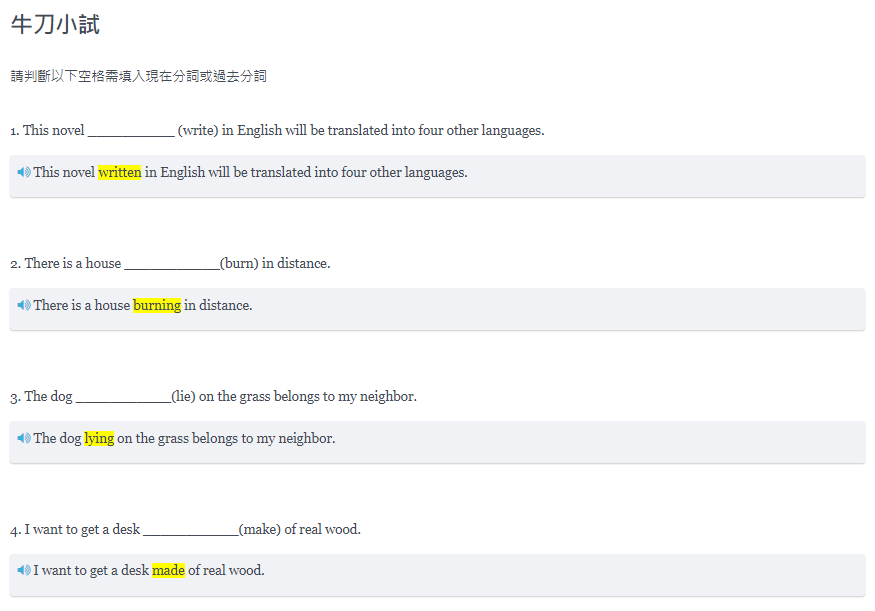 牛刀小試
請判斷以下空格需填入現在分詞或過去分詞
1. This novel ____________ (write) in English will be translated into four other languages.
This novel written in English will be translated into four other languages.
2. There is a house _____________(burn) in distance.
There is a house burning in distance.
3. The dog _____________(lie) on the grass belongs to my neighbor.
The dog lying on the grass belongs to my neighbor.
4. I want to get a desk _____________(make) of real wood.
I want to get a desk made of real wood.